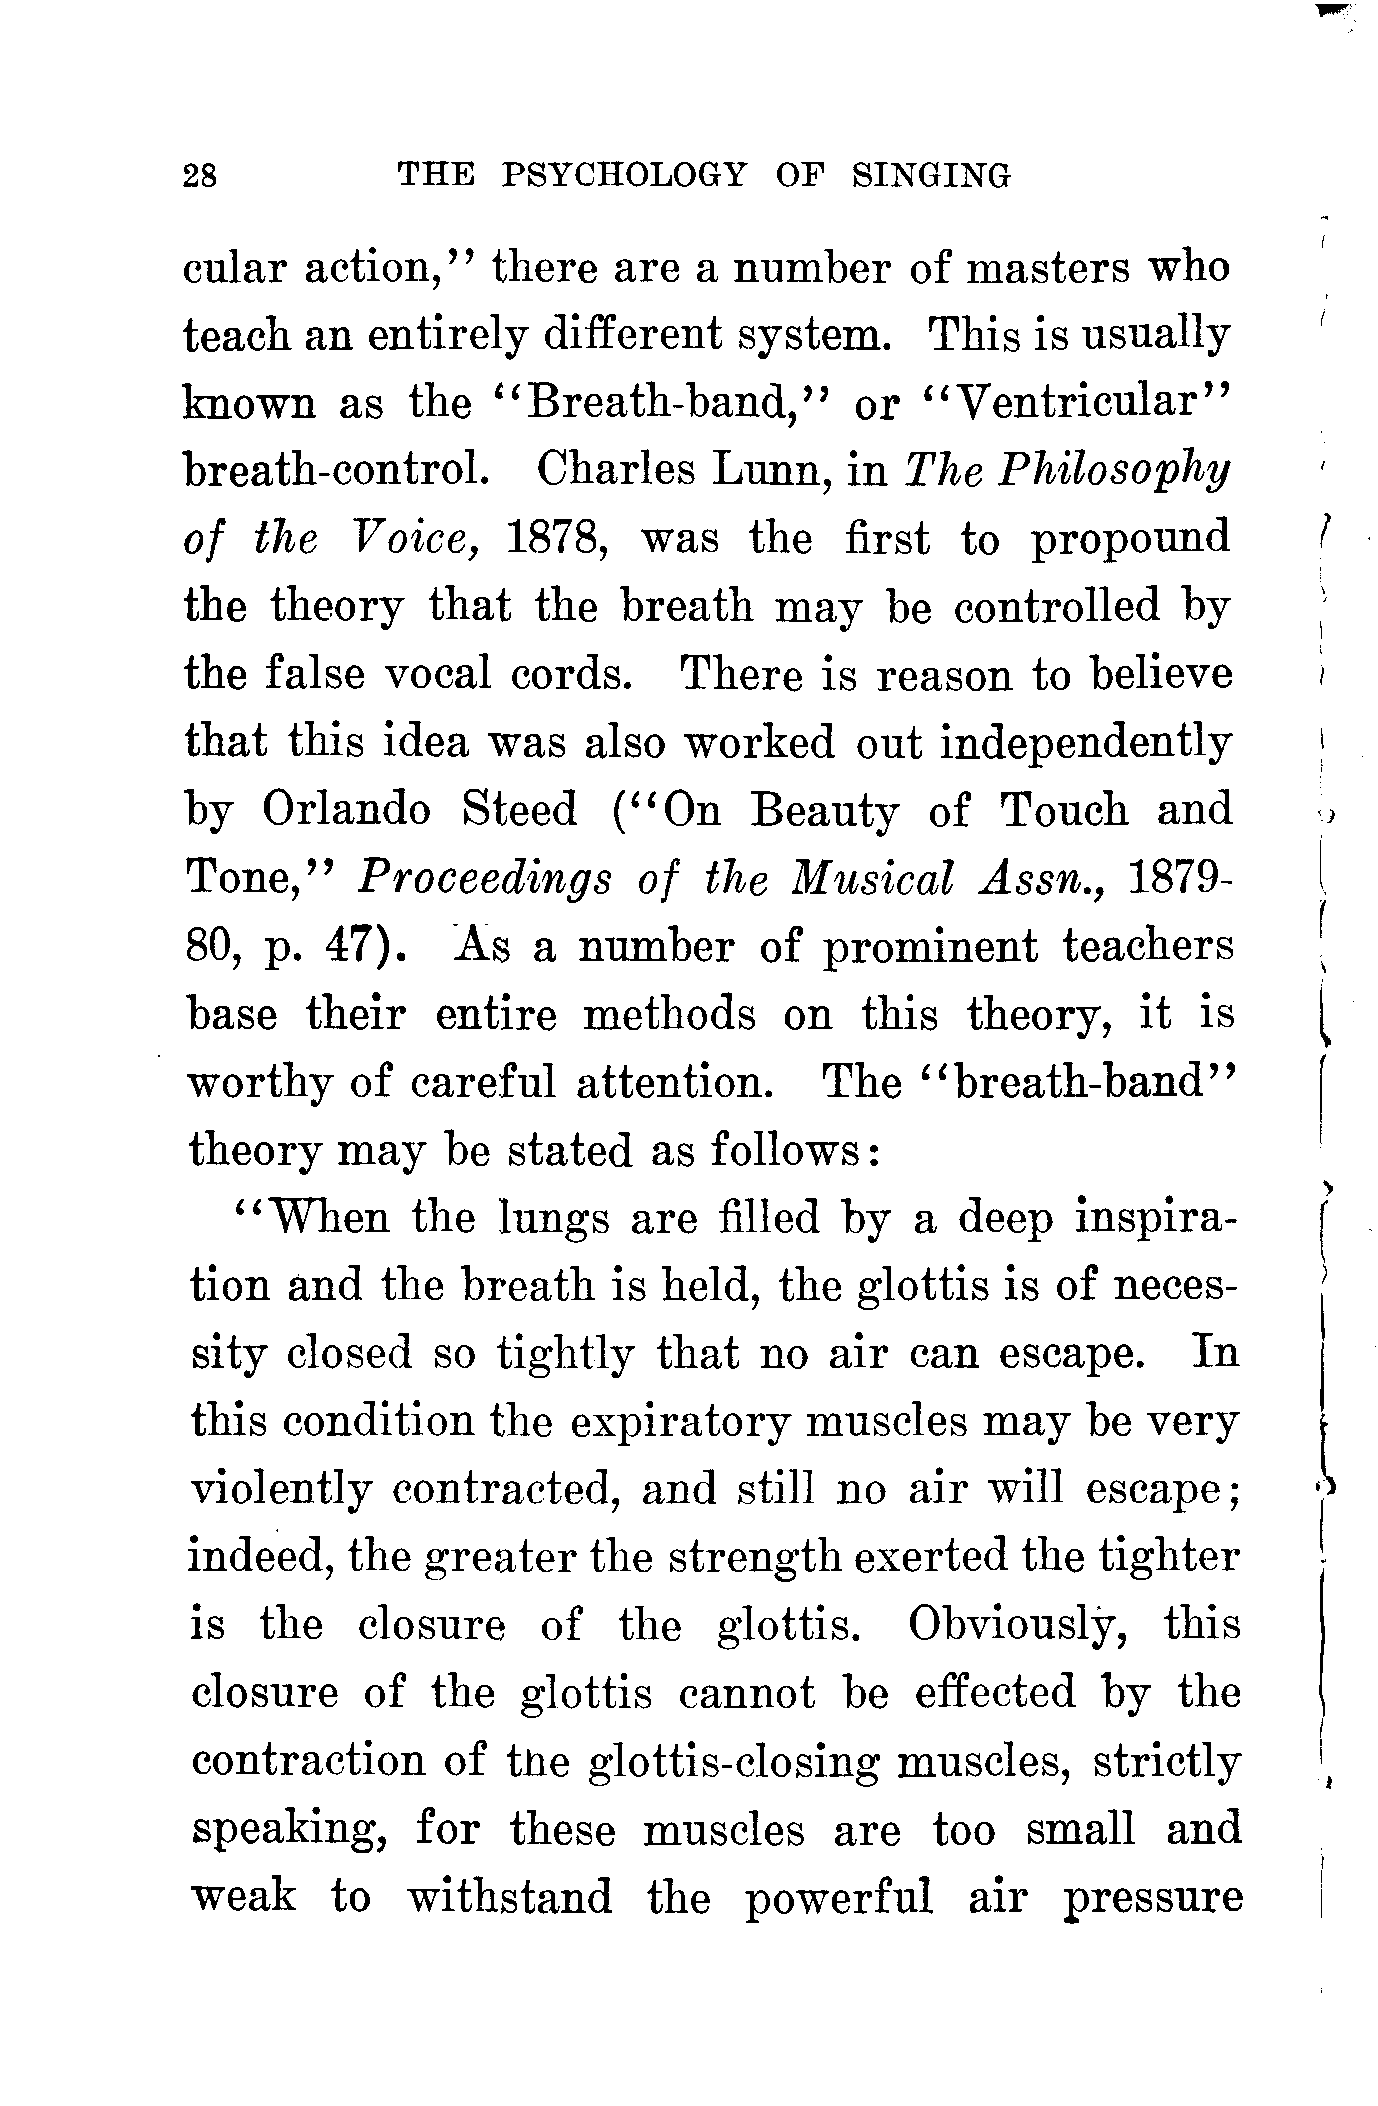 28 THE PSYCHOLOGY OF SINGING
cular action,'' there are a number of masters who
teach an entirely different system. This is usually
known as the ''Breath-band,'' or ''Ventricular''
breath-control. Charles Lunn, in The Philosophy
of the Voice, 1878, was the first to propound
the theory that the breath may be controlled by
the false vocal cords. There is reason to believe
that this idea was also worked out independently
by Orlando Steed (''On Beauty of Touch and
Tone,'' Proceedings of the Musical Assn., 1879-
80, p. 47). As a number of prominent teachers
base their entire methods on this theory, it is
worthy of careful attention. The ''breath-band''
theory may be stated as follows:
''When the lungs are filled by a deep inspira-
tion and the breath is held, the glottis is of neces-
sity closed so tightly that no air can escape. In
this condition the expiratory muscles may be very
violently contracted, and still no air will escape;
indeed, the greater the strength exerted the tighter
is the closure of the glottis. Obviously, this
closure of the glottis cannot be effected by the
contraction of the glottis-closing muscles, strictly
speaking, for these muscles are too small and
weak to withstand the powerful air pressure